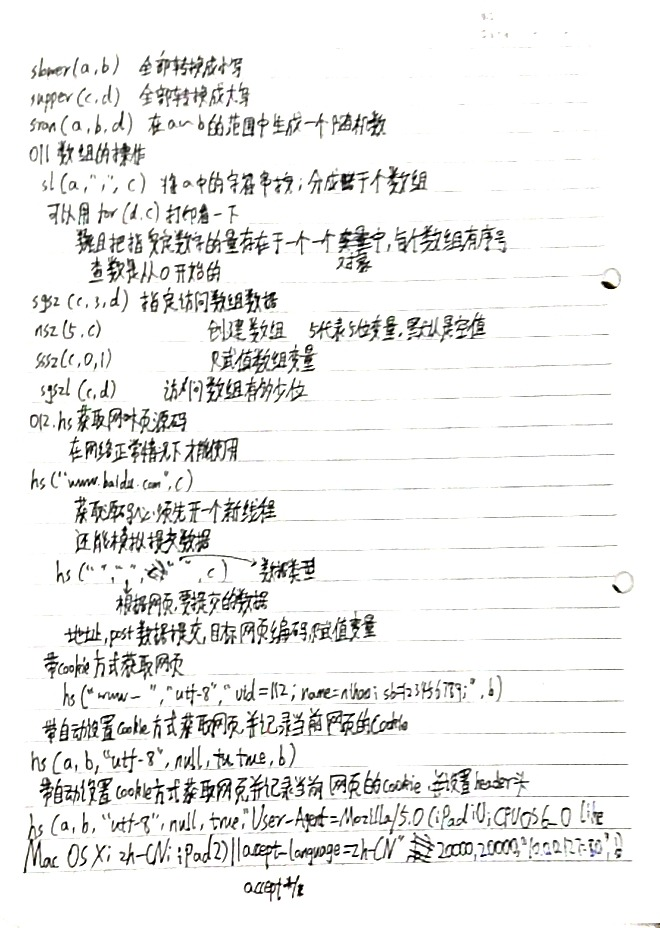 slower(a,b) 全部转换成小写
supper(c,d) 全部转换成大写
sran(a,b,d) 在a~b的范围中生成一个随机数
011 数组的操作
sl(a,";",c) 将a中的字符串按;分成若干个数组
可以用for(d,c)打印看一下
数组把指定数字的量存在于一个一个变量中,每个数组有序号
对象
查数是从0开始的
sgsz(c,3,d) 指定访问数组数据
nsz(5,c) 创建数组 5代表5位变量,默认是空值
sssz(c,0,1) 赋值数组变量
sgszl(c,d) 访问数组有多少位
012.hs获取网页源码
在网络正常情况下才能使用
hs("www.baidu.com",c)
获取源码必须先开一个新线程
还能模拟提交数据
hs("","","",c) 数据类型
根据网页,要提交的数据
地址,post数据提交,目标网页编码,赋值变量
带cookie方式获取网页
hs("www-","utf-8","uid=112;name=nihao;sb=123456789;",b)
带自动设置cookie方式获取网页并记录当前网页的Cookie
hs(a,b,"utf-8",null,true,b)
带自动设置cookie方式获取网页并记录当前网页的cookie,并设置header头
hs(a,b,"utf-8",null,true,"User-Agent=Mozilla/5.0(iPad;U;CPUOS6_0 like
Mac OS X; zh-CN; iPad2)||accept-language=zh-CN" 20000,20000,
accept